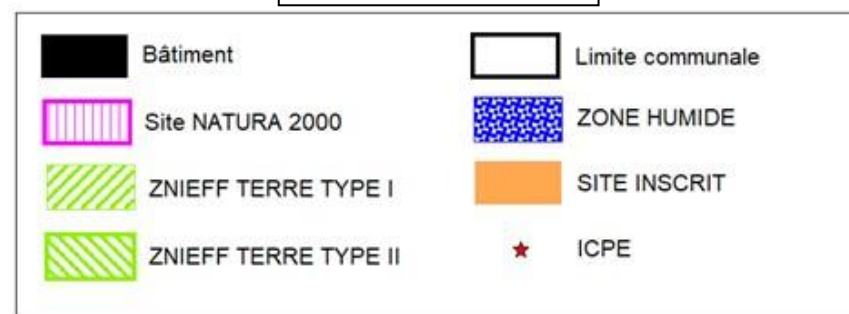 Bâtiment
Limite communale
Site NATURA 2000
ZONE HUMIDE
ZNIEFF TERRE TYPE I
SITE INSCRIT
ZNIEFF TERRE TYPE II
ICPE